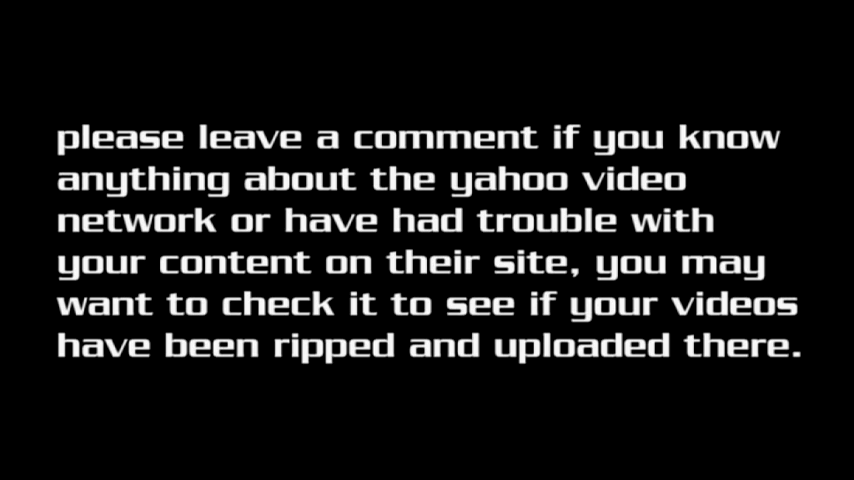 please leave a comment if you know
anything about the yahoo video
network or have had trouble with
your content on their site, you may
want to check it to see if your videos
have been ripped and uploaded there.